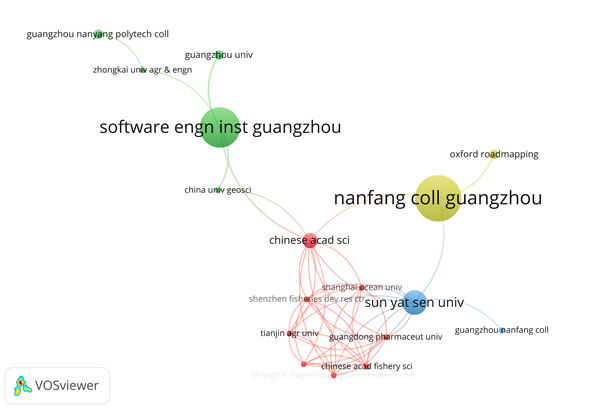 guangzhou nanyang polytech coll
guangzhou univ
zhongkai univ agr & engn
software engn inst guangzhou
oxford roadmapping
china univ geosci
nanfang coll guangzhou
chinese acad sci
shanghai ocean univ
shenzhen fisheries dev res ctr
sun yat sen univ
tianjin agr univ
guangdong pharmaceut univ
guangzhou nanfang coll
chinese acad fishery sci
VOSviewer